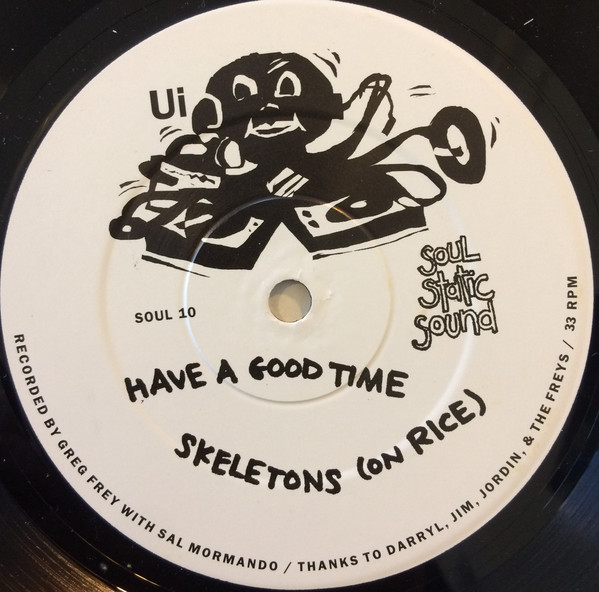 Ui
SOUL STatiC SOUND
SOUL 10
HAVE A GOOD TIME
SKELETONS (ON RICE)
RECORDED BY GREG FREY WITH SAL MORMANDO / THANKS TO DARRYL, JIM, JORDIN, & THE FREYS / 33 RPM